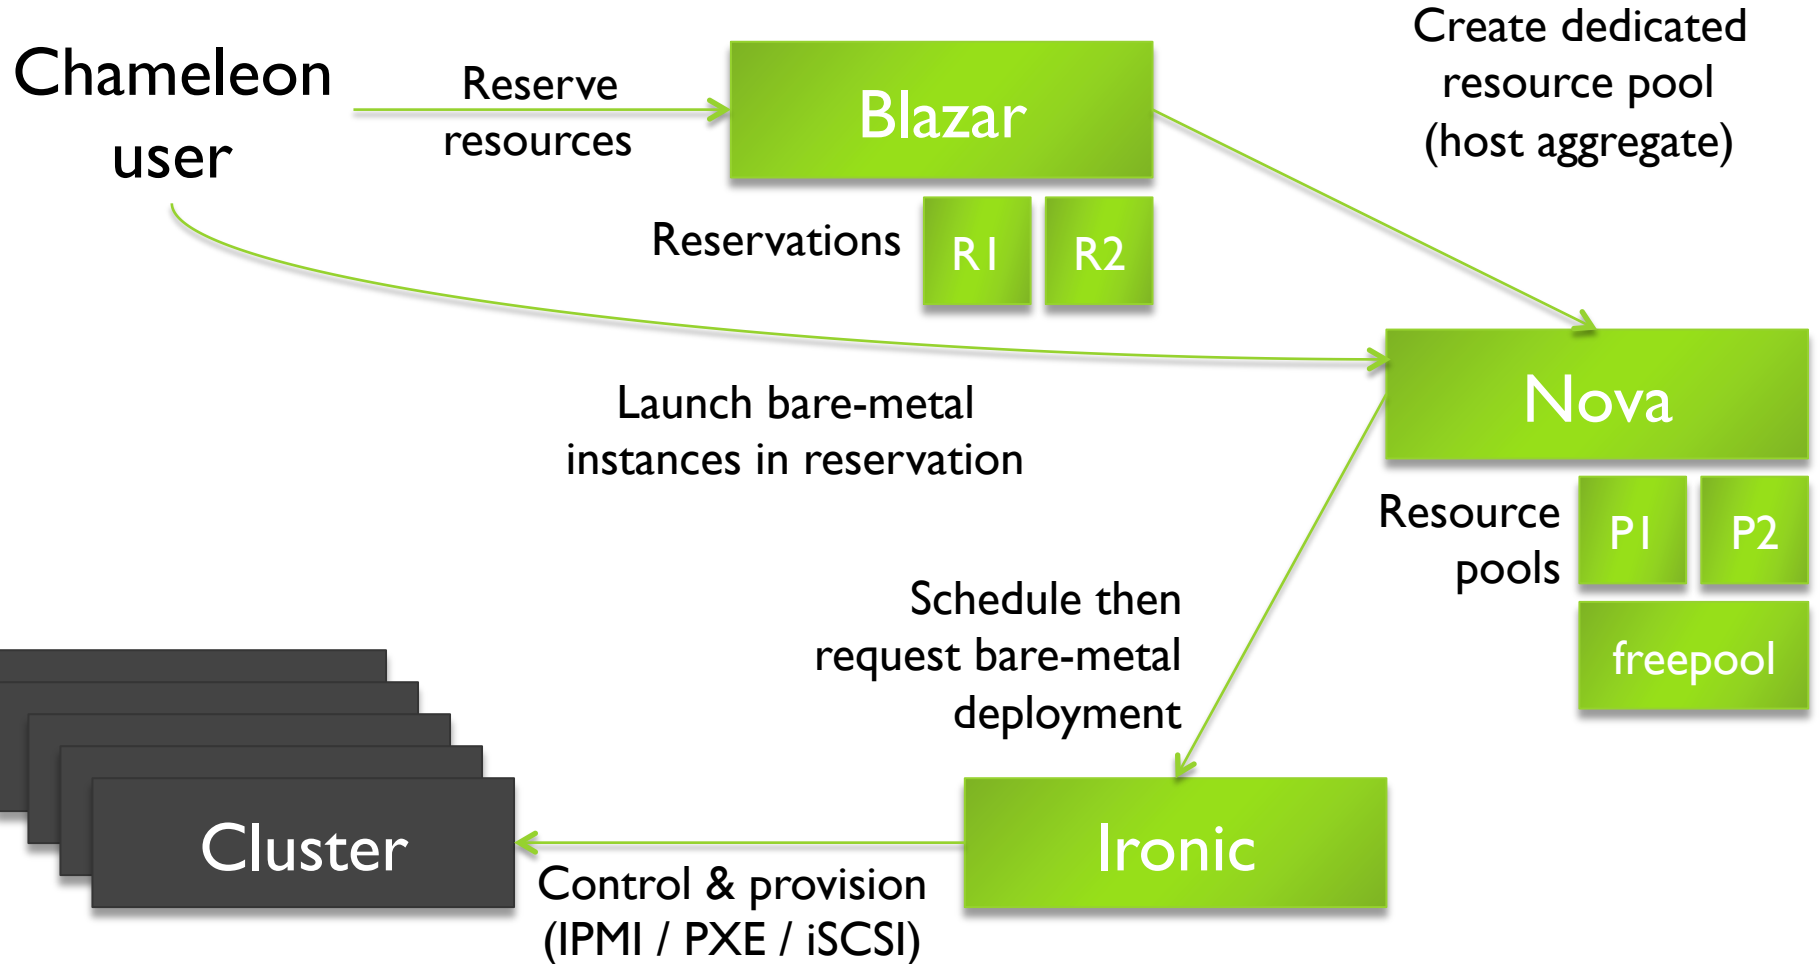 Chameleon
user
Reserve
resources
Blazar
Create dedicated
resource pool
(host aggregate)
Reservations
R1
R2
Launch bare-metal
instances in reservation
Nova
Resource
pools
P1
P2
freepool
Schedule then
request bare-metal
deployment
Cluster
Control & provision
(IPMI / PXE / iSCSI)
Ironic